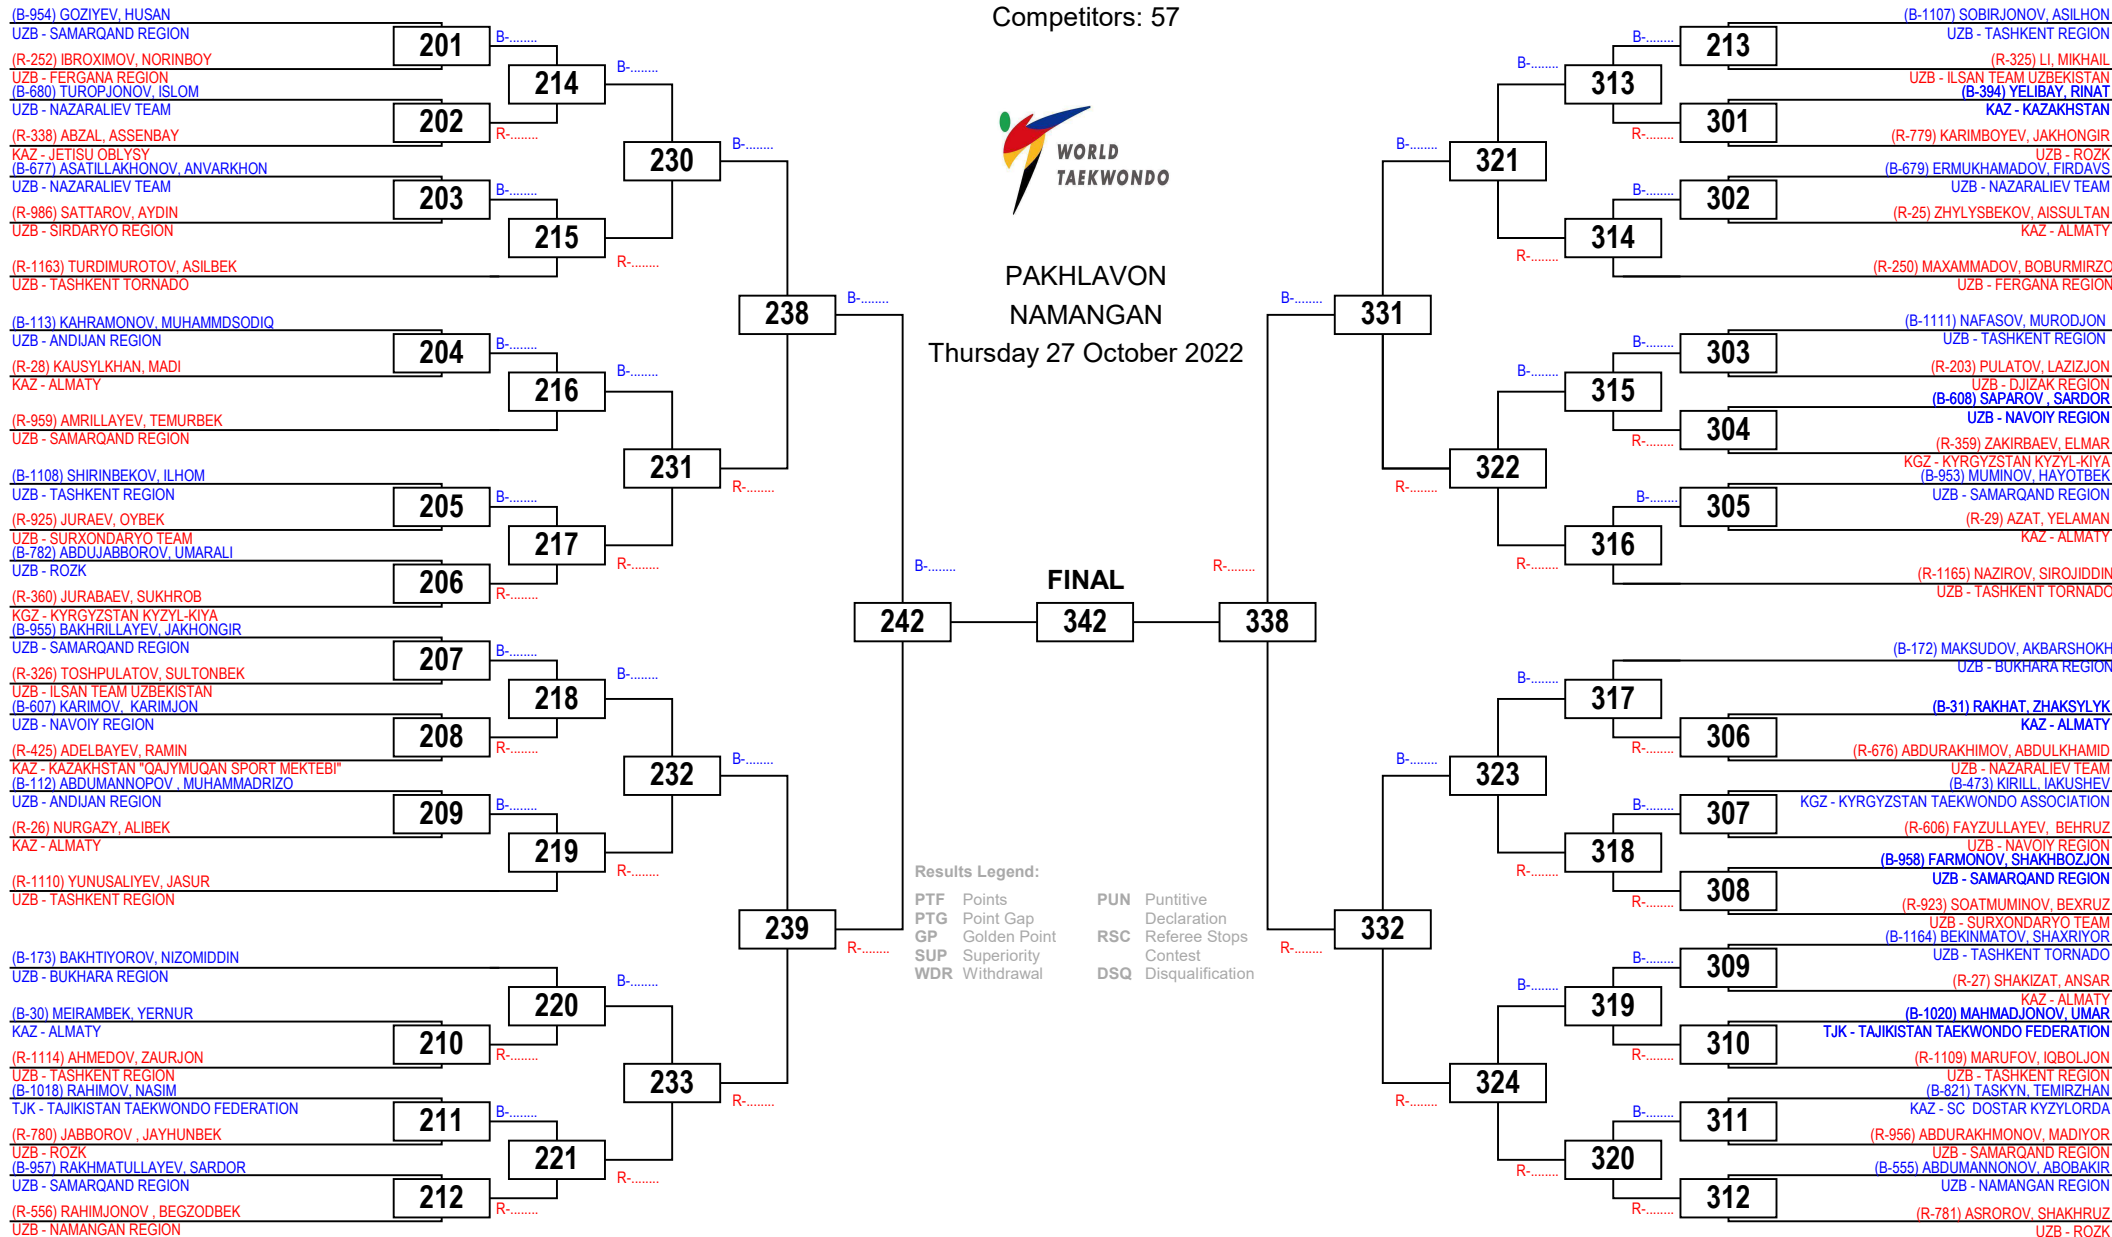 Competitors: 57
WORLD
TAEKWONDO
PAKHLAVON
NAMANGAN
Thursday 27 October 2022
(B-954) GOZIYEV, HUSAN
UZB - SAMARQAND REGION
201
(R-252) IBROXIMOV, NORINBOY
UZB - FERGANA REGION
B-........
214
B-........
(B-680) TUROPJONOV, ISLOM
UZB - NAZARALIEV TEAM
202
R-........
(R-338) ABZAL, ASSENBAY
KAZ - JETISU OBLYSY
230
B-........
(B-677) ASATILLAKHONOV, ANVARKHON
UZB - NAZARALIEV TEAM
203
B-........
(R-986) SATTAROV, AYDIN
UZB - SIRDARYO REGION
215
R-........
(R-1163) TURDIMUROTOV, ASILBEK
UZB - TASHKENT TORNADO
238
B-........
(B-113) KAHRAMONOV, MUHAMMDSODIQ
UZB - ANDIJAN REGION
204
B-........
(R-28) KAUSYLKHAN, MADI
KAZ - ALMATY
216
B-........
(R-959) AMRILLAYEV, TEMURBEK
UZB - SAMARQAND REGION
231
R-........
(B-1108) SHIRINBEKOV, ILHOM
UZB - TASHKENT REGION
205
B-........
(R-925) JURAEV, OYBEK
UZB - SURXONDARYO TEAM
217
R-........
(B-782) ABDUJABBOROV, UMARALI
UZB - ROZK
206
R-........
(R-360) JURABAEV, SUKHROB
KGZ - KYRGYZSTAN KYZYL-KIYA
B-........
242
(B-955) BAKHRILLAYEV, JAKHONGIR
UZB - SAMARQAND REGION
207
B-........
(R-326) TOSHPULATOV, SULTONBEK
UZB - ILSAN TEAM UZBEKISTAN
218
B-........
(B-607) KARIMOV, KARIMJON
UZB - NAVOIY REGION
208
R-........
(R-425) ADELBAYEV, RAMIN
KAZ - KAZAKHSTAN "QAJYMUQAN SPORT MEKTEBI"
232
B-........
(B-112) ABDUMANNOPOV , MUHAMMADRIZO
UZB - ANDIJAN REGION
209
B-........
(R-26) NURGAZY, ALIBEK
KAZ - ALMATY
219
R-........
(R-1110) YUNUSALIYEV, JASUR
UZB - TASHKENT REGION
239
R-........
(B-173) BAKHTIYOROV, NIZOMIDDIN
UZB - BUKHARA REGION
220
B-........
(B-30) MEIRAMBEK, YERNUR
KAZ - ALMATY
210
R-........
(R-1114) AHMEDOV, ZAURJON
UZB - TASHKENT REGION
233
R-........
(B-1018) RAHIMOV, NASIM
TJK - TAJIKISTAN TAEKWONDO FEDERATION
211
B-........
(R-780) JABBOROV , JAYHUNBEK
UZB - ROZK
221
R-........
(B-957) RAKHMATULLAYEV, SARDOR
UZB - SAMARQAND REGION
212
R-........
(R-556) RAHIMJONOV , BEGZODBEK
UZB - NAMANGAN REGION
FINAL
342
Results Legend:
PTF Points
PTG Point Gap
GP Golden Point
SUP Superiority
WDR Withdrawal
PUN Puntitive
Declaration
RSC Referee Stops
Contest
DSQ Disqualification
(B-1107) SOBIRJONOV, ASILHON
UZB - TASHKENT REGION
213
B-........
(R-325) LI, MIKHAIL
UZB - ILSAN TEAM UZBEKISTAN
313
B-........
(B-394) YELIBAY, RINAT
KAZ - KAZAKHSTAN
301
R-........
(R-779) KARIMBOYEV, JAKHONGIR
UZB - ROZK
321
B-........
(B-679) ERMUKHAMADOV, FIRDAVS
UZB - NAZARALIEV TEAM
302
B-........
(R-25) ZHYLYSBEKOV, AISSULTAN
KAZ - ALMATY
314
R-........
(R-250) MAXAMMADOV, BOBURMIRZO
UZB - FERGANA REGION
331
B-........
(B-1111) NAFASOV, MURODJON
UZB - TASHKENT REGION
303
B-........
(R-203) PULATOV, LAZIZJON
UZB - DJIZAK REGION
315
B-........
(B-608) SAPAROV , SARDOR
UZB - NAVOIY REGION
304
R-........
(R-359) ZAKIRBAEV, ELMAR
KGZ - KYRGYZSTAN KYZYL-KIYA
322
R-........
(B-953) MUMINOV, HAYOTBEK
UZB - SAMARQAND REGION
305
B-........
(R-29) AZAT, YELAMAN
KAZ - ALMATY
316
R-........
(R-1165) NAZIROV, SIROJIDDIN
UZB - TASHKENT TORNADO
R-........
338
(B-172) MAKSUDOV, AKBARSHOKH
UZB - BUKHARA REGION
317
B-........
(B-31) RAKHAT, ZHAKSYLYK
KAZ - ALMATY
306
R-........
(R-676) ABDURAKHIMOV, ABDULKHAMID
UZB - NAZARALIEV TEAM
323
B-........
(B-473) KIRILL, IAKUSHEV
KGZ - KYRGYZSTAN TAEKWONDO ASSOCIATION
307
B-........
(R-606) FAYZULLAYEV, BEHRUZ
UZB - NAVOIY REGION
318
R-........
(B-958) FARMONOV, SHAKHBOZJON
UZB - SAMARQAND REGION
308
R-........
(R-923) SOATMUMINOV, BEXRUZ
UZB - SURXONDARYO TEAM
332
R-........
(B-1164) BEKINMATOV, SHAXRIYOR
UZB - TASHKENT TORNADO
309
B-........
(R-27) SHAKIZAT, ANSAR
KAZ - ALMATY
319
B-........
(B-1020) MAHMADJONOV, UMAR
TJK - TAJIKISTAN TAEKWONDO FEDERATION
310
R-........
(R-1109) MARUFOV, IQBOLJON
UZB - TASHKENT REGION
324
R-........
(B-821) TASKYN, TEMIRZHAN
KAZ - SC DOSTAR KYZYLORDA
311
B-........
(R-956) ABDURAKHMONOV, MADIYOR
UZB - SAMARQAND REGION
320
R-........
(B-555) ABDUMANNONOV, ABOBAKIR
UZB - NAMANGAN REGION
312
R-........
(R-781) ASROROV, SHAKHRUZ
UZB - ROZK